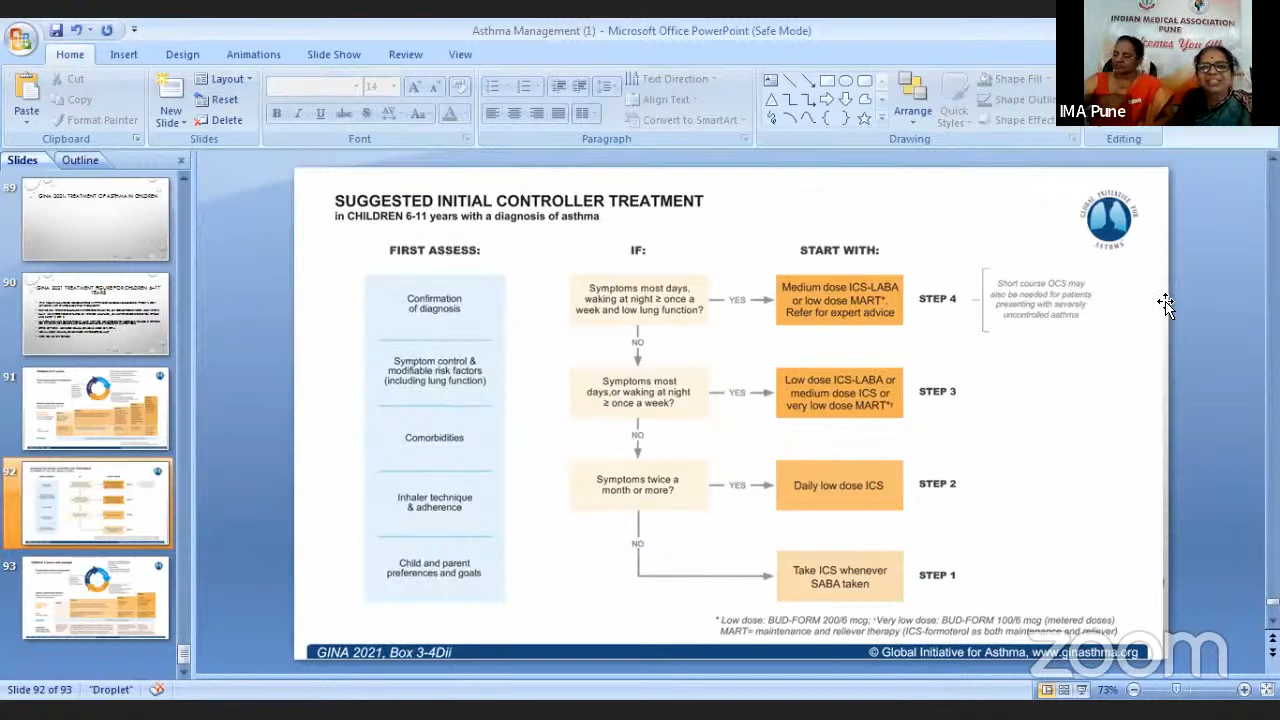 Asthma Management (1) - Microsoft Office PowerPoint (Safe Mode)
Home
Insert
Design
Animations
Slide Show
Review
View
Paste
Cut
Copy
Format Painter
Clipboard
New
Slide
Layout
Reset
Delete
Slides
14
Font
Paragraph
Text Direction
Align Text
Convert to SmartArt
Arrange
Quick
Styles
Shape Fill
Shape Outli
Shape Effec
Drawing
Editing
INDIAN MEDICAL ASSOCIATION
PUNE
IMA Pune
Slides
Outline
89
GINA 2021: TREATMENT OF ASTHMA IN CHILDREN
90
91
92
93
SUGGESTED INITIAL CONTROLLER TREATMENT
in CHILDREN 6-11 years with a diagnosis of asthma
GLOBAL INITIATIVE FOR
ASTHMA
FIRST ASSESS:
IF:
START WITH:
Confirmation
of diagnosis
Symptom control &
modifiable risk factors
(including lung function)
Comorbidities
Inhaler technique
& adherence
Child and parent
preferences and goals
Symptoms most days,
waking at night ≥ once a
week and low lung function?
YES
Medium dose ICS-LABA
or low dose MART*.
Refer for expert advice
STEP 4
Short course OCS may
also be needed for patients
presenting with severely
uncontrolled asthma
NO
Symptoms most
days,or waking at night
≥ once a week?
YES
Low dose ICS-LABA or
medium dose ICS or
very low dose MART*†
STEP 3
NO
Symptoms twice a
month or more?
YES
Daily low dose ICS
STEP 2
NO
Take ICS whenever
SABA taken
STEP 1
* Low dose: BUD-FORM 200/6 mcg; †Very low dose: BUD-FORM 100/6 mcg (metered doses)
MART= maintenance and reliever therapy (ICS-formoterol as both maintenance and reliever)
GINA 2021, Box 3-4Dii
© Global Initiative for Asthma, www.ginasthma.org
zoom
Slide 92 of 93
"Droplet"
73%